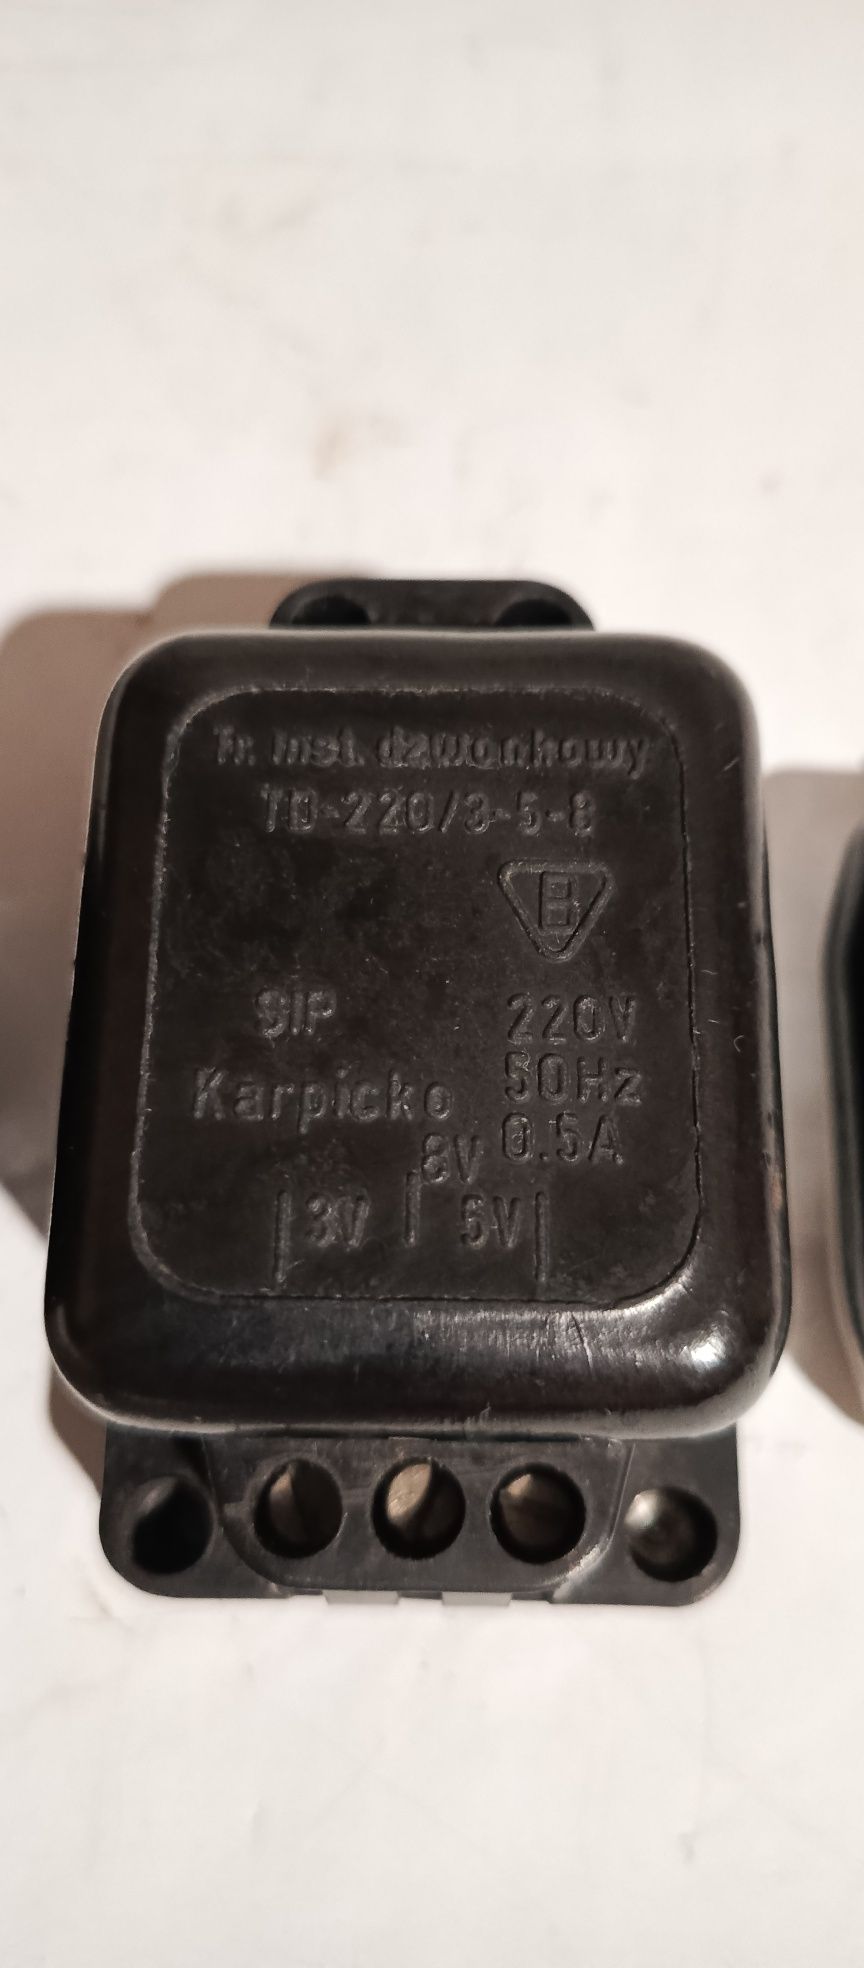 Tr. inst. dzwonkowy
TD-220/3-5-8
B
SIP
220V
Karpicko
50Hz
0.5A
8V
3V
5V